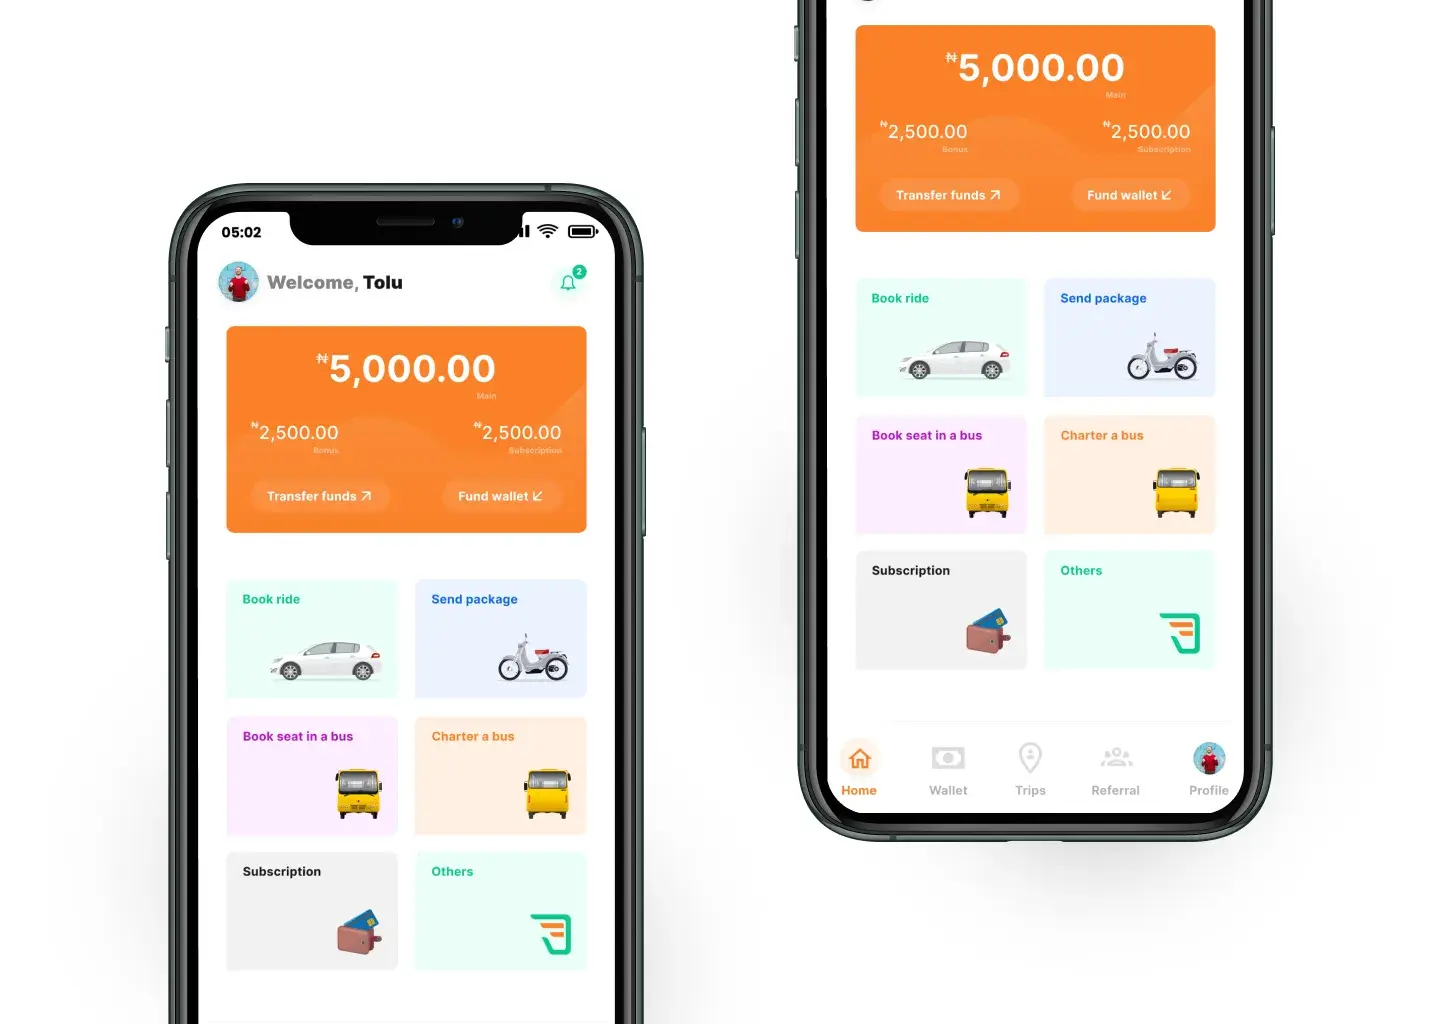 05:02
Welcome, Tolu
2
₦5,000.00
Main
₦2,500.00 ₦2,500.00
Bonus Subscription
Transfer funds Fund wallet
Book ride Send package
Book seat in a bus Charter a bus
Subscription Others
₦5,000.00
Main
₦2,500.00 ₦2,500.00
Bonus Subscription
Transfer funds Fund wallet
Book ride Send package
Book seat in a bus Charter a bus
Subscription Others
Home Wallet Trips Referral Profile